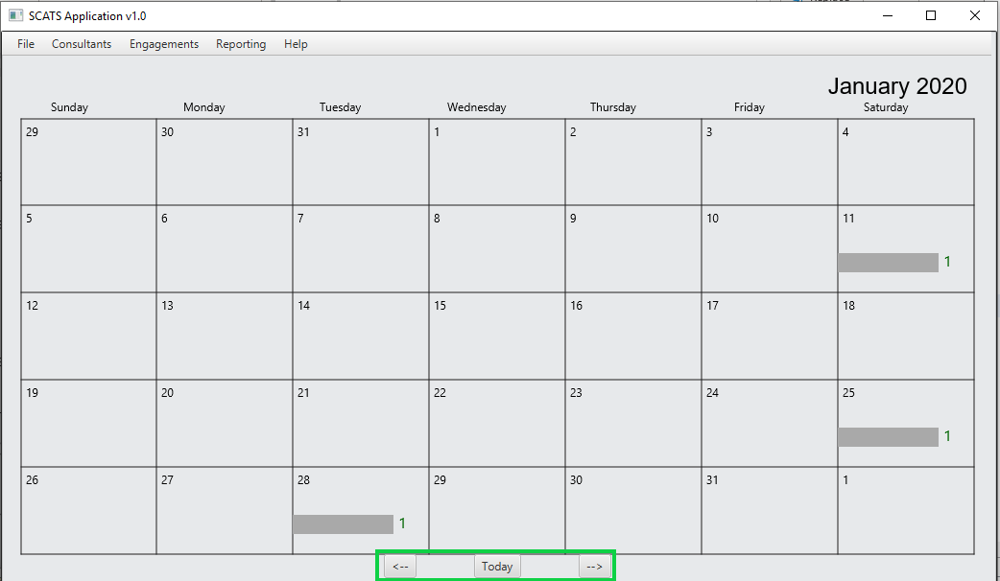 SCATS Application v1.0
File Consultants Engagements Reporting Help
January 2020
Sunday Monday Tuesday Wednesday Thursday Friday Saturday
29 30 31 1 2 3 4
5 6 7 8 9 10 11
1
12 13 14 15 16 17 18
19 20 21 22 23 24 25
1
26 27 28 29 30 31 1
1
<-- Today -->